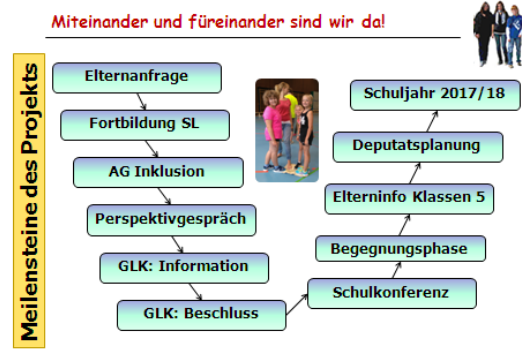 Miteinander und füreinander sind wir da!
Meilensteine des Projekts
Elternanfrage
Fortbildung SL
AG Inklusion
Perspektivgespräch
GLK: Information
GLK: Beschluss
Schulkonferenz
Begegnungsphase
Elterninfo Klassen 5
Deputatsplanung
Schuljahr 2017/18